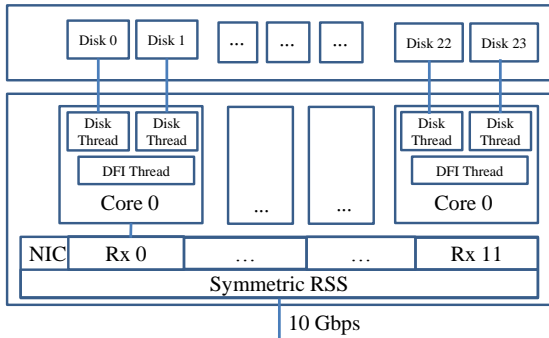 Disk 0 Disk 1 ... ... ... Disk 22 Disk 23
Disk Thread Disk Thread Disk Thread Disk Thread
DFI Thread DFI Thread
Core 0 ... ... Core 0
NIC Rx 0 ... ... Rx 11
Symmetric RSS
10 Gbps